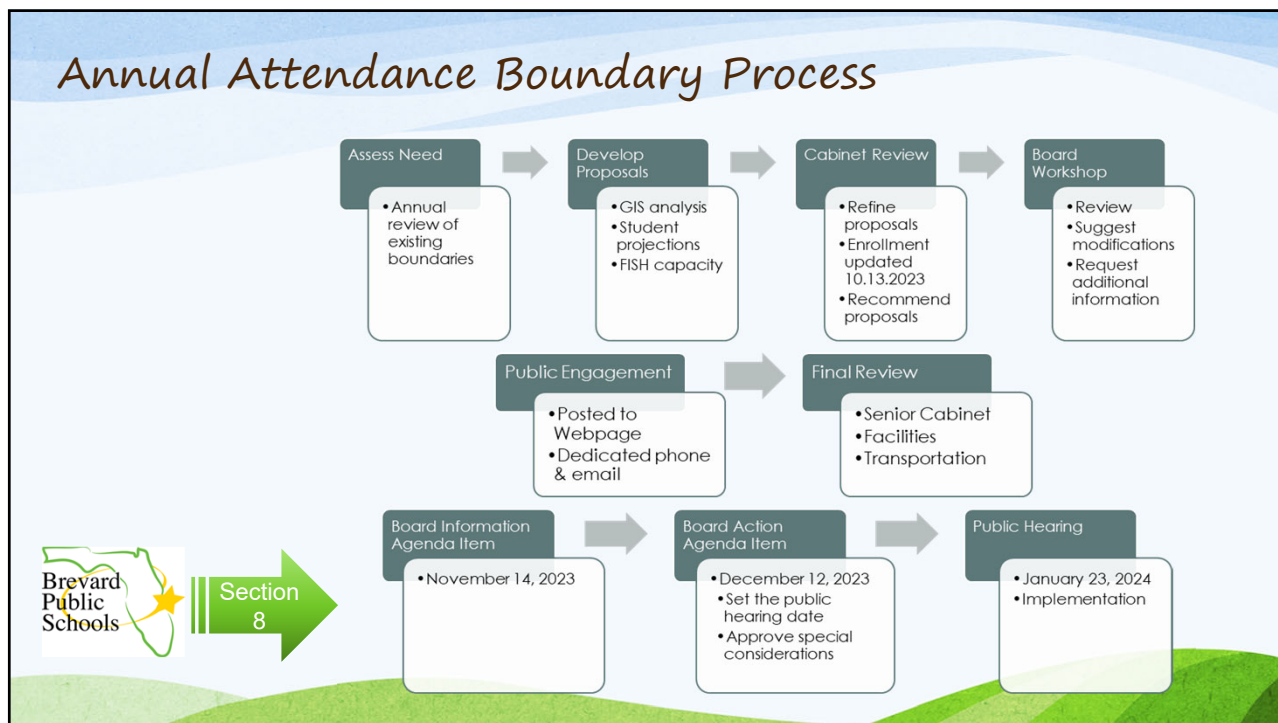 Annual Attendance Boundary Process
Assess Need
•Annual
review of
existing
boundaries
Develop
Proposals
•GIS analysis
•Student
projections
•FISH capacity
Cabinet Review
•Refine
proposals
•Enrollment
updated
10.13.2023
•Recommend
proposals
Board
Workshop
•Review
•Suggest
modifications
•Request
additional
information
Public Engagement
•Posted to
Webpage
•Dedicated phone
& email
Final Review
•Senior Cabinet
•Facilities
•Transportation
Brevard
Public
Schools
Section
8
Board Information
Agenda Item
•November 14, 2023
Board Action
Agenda Item
•December 12, 2023
•Set the public
hearing date
•Approve special
considerations
Public Hearing
•January 23, 2024
•Implementation